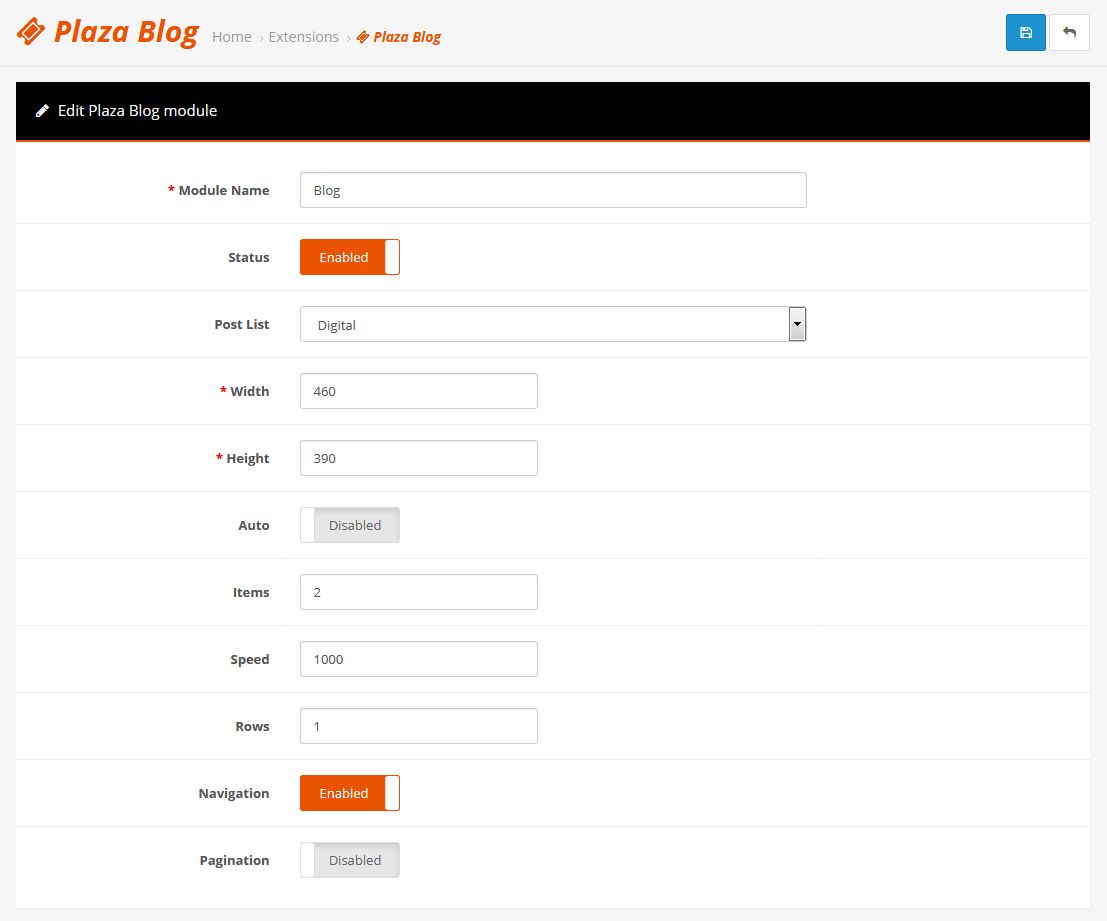 Plaza Blog Home › Extensions › Plaza Blog
Edit Plaza Blog module
* Module Name Blog
Status Enabled
Post List Digital
* Width 460
* Height 390
Auto Disabled
Items 2
Speed 1000
Rows 1
Navigation Enabled
Pagination Disabled